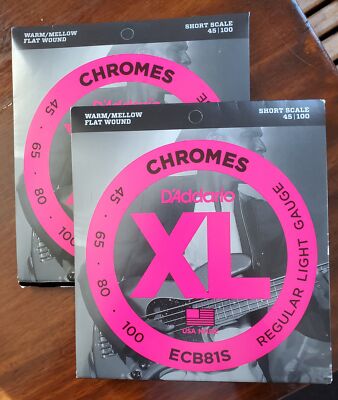 WARM/MELLOW
FLAT WOUND
SHORT SCALE
45 | 100
CHROMES
45 · 65 · 80 · 100
WARM/MELLOW
FLAT WOUND
SHORT SCALE
45 | 100
CHROMES
D'Addario
XL
USA MADE
45 · 65 · 80 · 100
REGULAR LIGHT GAUGE
ECB81S